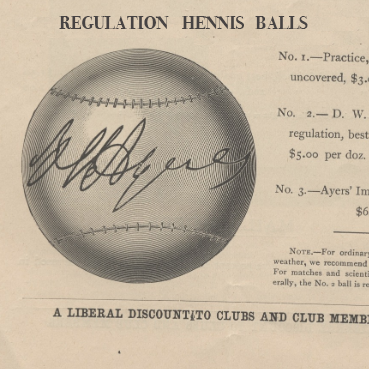 REGULATION HENNIS BALLS
No. 1.—Practice,
uncovered, $3.
No. 2.—D. W.
regulation, best
$5.00 per doz.
No. 3.—Ayers' Im
$6
NOTE.—For ordinary
weather, we recommend
For matches and scienti
erally, the No. 2 ball is re
A LIBERAL DISCOUNT TO CLUBS AND CLUB MEMB